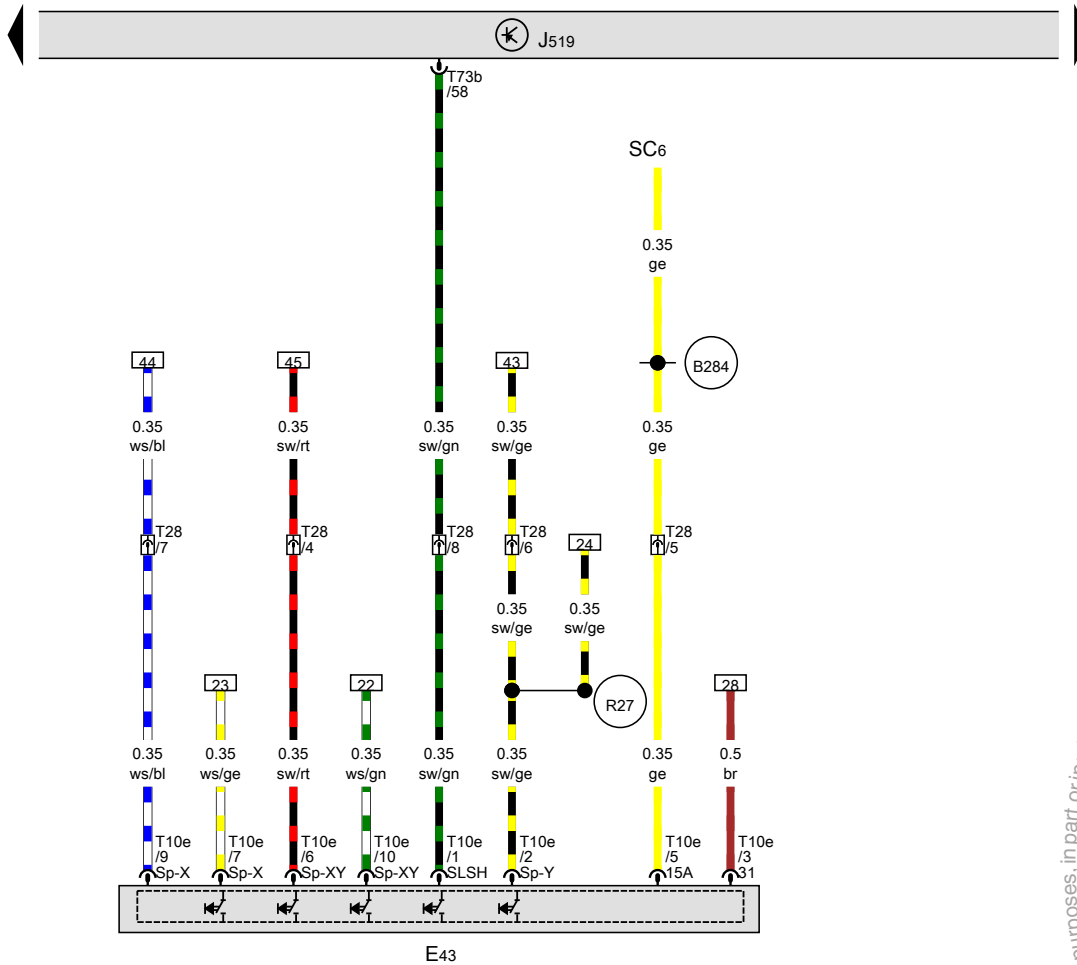 J519
T73b
/58
SC6
0.35
ge
44
45
43
B284
0.35
ws/bl
0.35
sw/rt
0.35
sw/gn
0.35
sw/ge
0.35
ge
T28
/7
T28
/4
T28
/8
T28
/6
24
T28
/5
0.35
sw/ge
0.35
sw/ge
23
22
28
R27
0.35
ws/bl
0.35
ws/ge
0.35
sw/rt
0.35
ws/gn
0.35
sw/gn
0.35
sw/ge
0.35
ge
0.5
br
T10e
/9
Sp-X
T10e
/7
Sp-X
T10e
/6
Sp-XY
T10e
/10
Sp-XY
T10e
/1
SLSH
T10e
/2
Sp-Y
T10e
/5
15A
T10e
/3
31
E43
purposes, in part or in